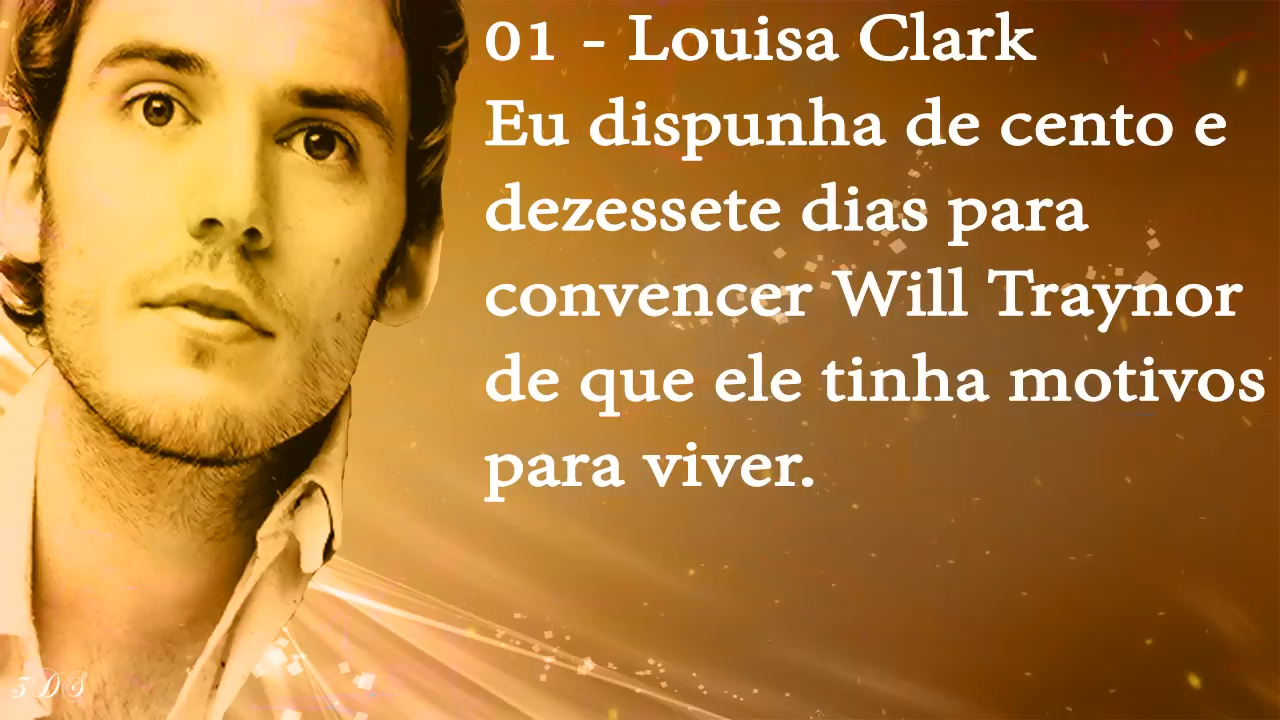 01 - Louisa Clark
Eu dispunha de cento e
dezessete dias para
convencer Will Traynor
de que ele tinha motivos
para viver.
3DS